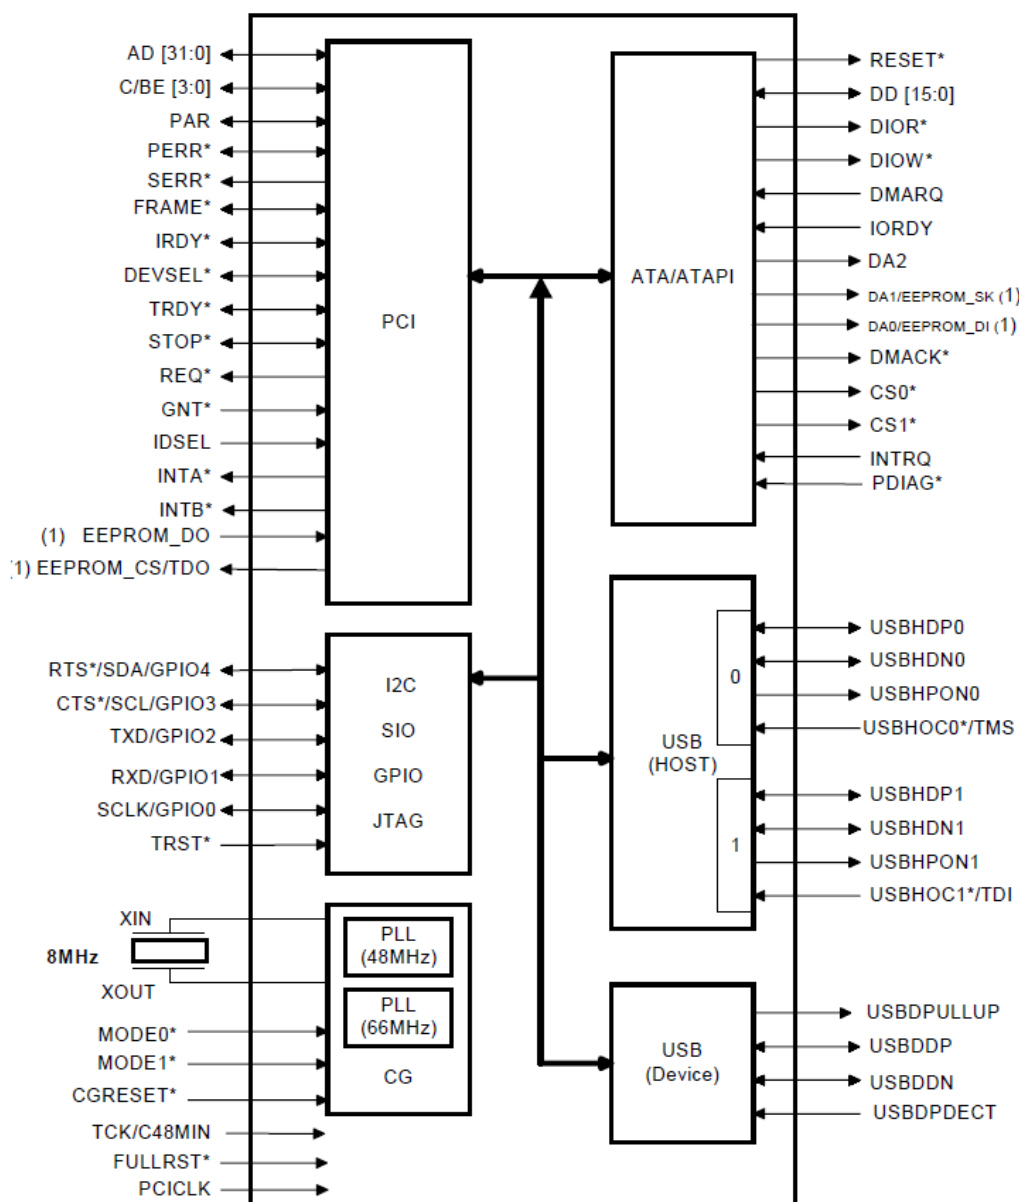 AD [31:0]
C/BE [3:0]
PAR
PERR*
SERR*
FRAME*
IRDY*
DEVSEL*
TRDY*
STOP*
REQ*
GNT*
IDSEL
INTA*
INTB*
(1) EEPROM_DO
1) EEPROM_CS/TDO
PCI
RTS*/SDA/GPIO4
CTS*/SCL/GPIO3
TXD/GPIO2
RXD/GPIO1
SCLK/GPIO0
TRST*
I2C
SIO
GPIO
JTAG
XIN
8MHz
XOUT
MODE0*
MODE1*
CGRESET*
PLL
(48MHz)
PLL
(66MHz)
CG
TCK/C48MIN
FULLRST*
PCICLK
ATA/ATAPI
RESET*
DD [15:0]
DIOR*
DIOW*
DMARQ
IORDY
DA2
DA1/EEPROM_SK (1)
DA0/EEPROM_DI (1)
DMACK*
CS0*
CS1*
INTRQ
PDIAG*
USB
(HOST)
0
1
USBHDP0
USBHDN0
USBHPON0
USBHOC0*/TMS
USBHDP1
USBHDN1
USBHPON1
USBHOC1*/TDI
USB
(Device)
USBDPULLUP
USBDDP
USBDDN
USBDPDECT